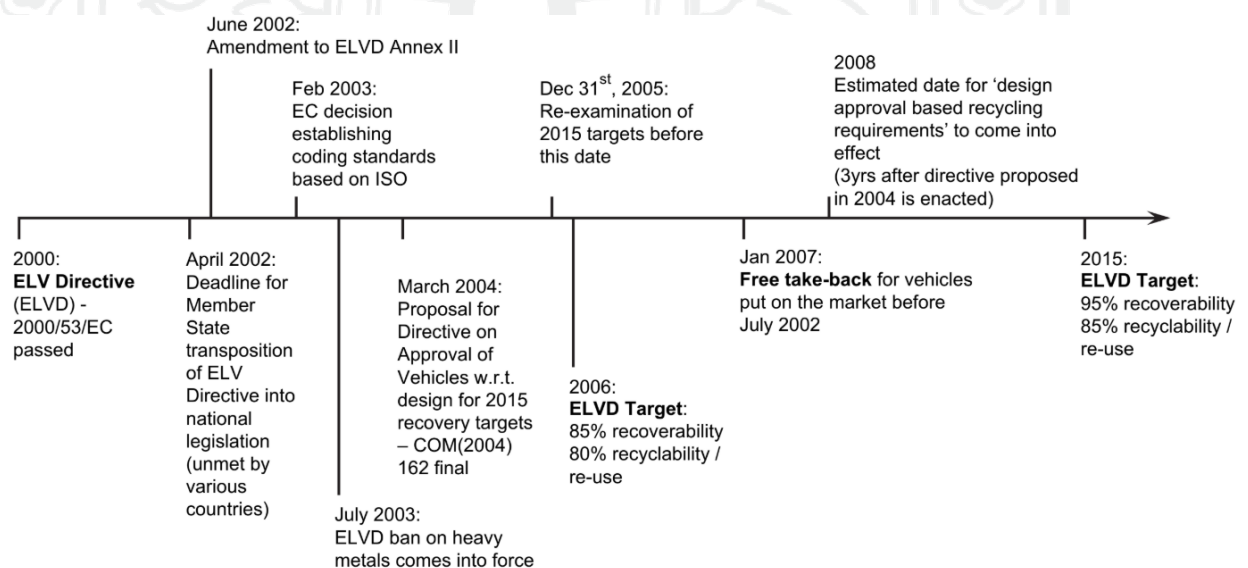 June 2002:
Amendment to ELVD Annex II
Feb 2003:
EC decision
establishing
coding standards
based on ISO
Dec 31st, 2005:
Re-examination of
2015 targets before
this date
2008
Estimated date for ‘design
approval based recycling
requirements’ to come into
effect
(3yrs after directive proposed
in 2004 is enacted)
2000:
ELV Directive
(ELVD) -
2000/53/EC
passed
April 2002:
Deadline for
Member
State
transposition
of ELV
Directive into
national
legislation
(unmet by
various
countries)
July 2003:
ELVD ban on heavy
metals comes into force
March 2004:
Proposal for
Directive on
Approval of
Vehicles w.r.t.
design for 2015
recovery targets
– COM(2004)
162 final
2006:
ELVD Target:
85% recoverability
80% recyclability /
re-use
Jan 2007:
Free take-back for vehicles
put on the market before
July 2002
2015:
ELVD Target:
95% recoverability
85% recyclability /
re-use